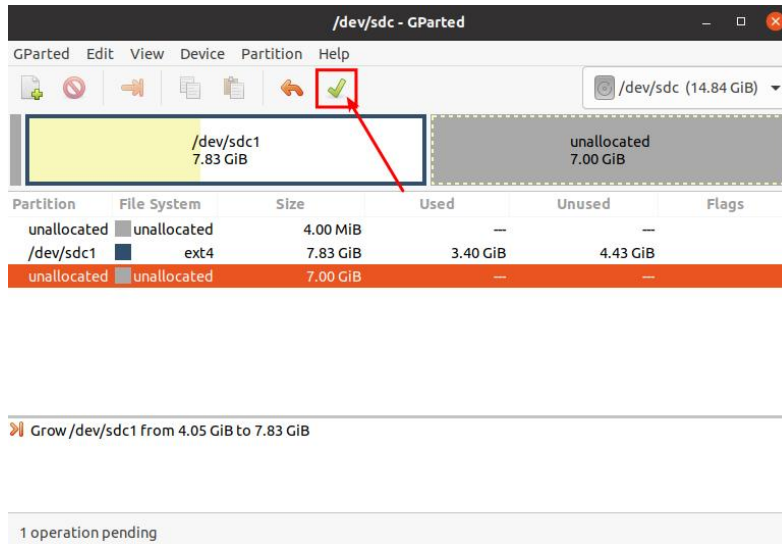 /dev/sdc - GParted
GParted Edit View Device Partition Help
/dev/sdc (14.84 GiB)
/dev/sdc1
7.83 GiB
unallocated
7.00 GiB
Partition File System Size Used Unused Flags
unallocated unallocated 4.00 MiB --- ---
/dev/sdc1 ext4 7.83 GiB 3.40 GiB 4.43 GiB
unallocated unallocated 7.00 GiB --- ---
Grow /dev/sdc1 from 4.05 GiB to 7.83 GiB
1 operation pending